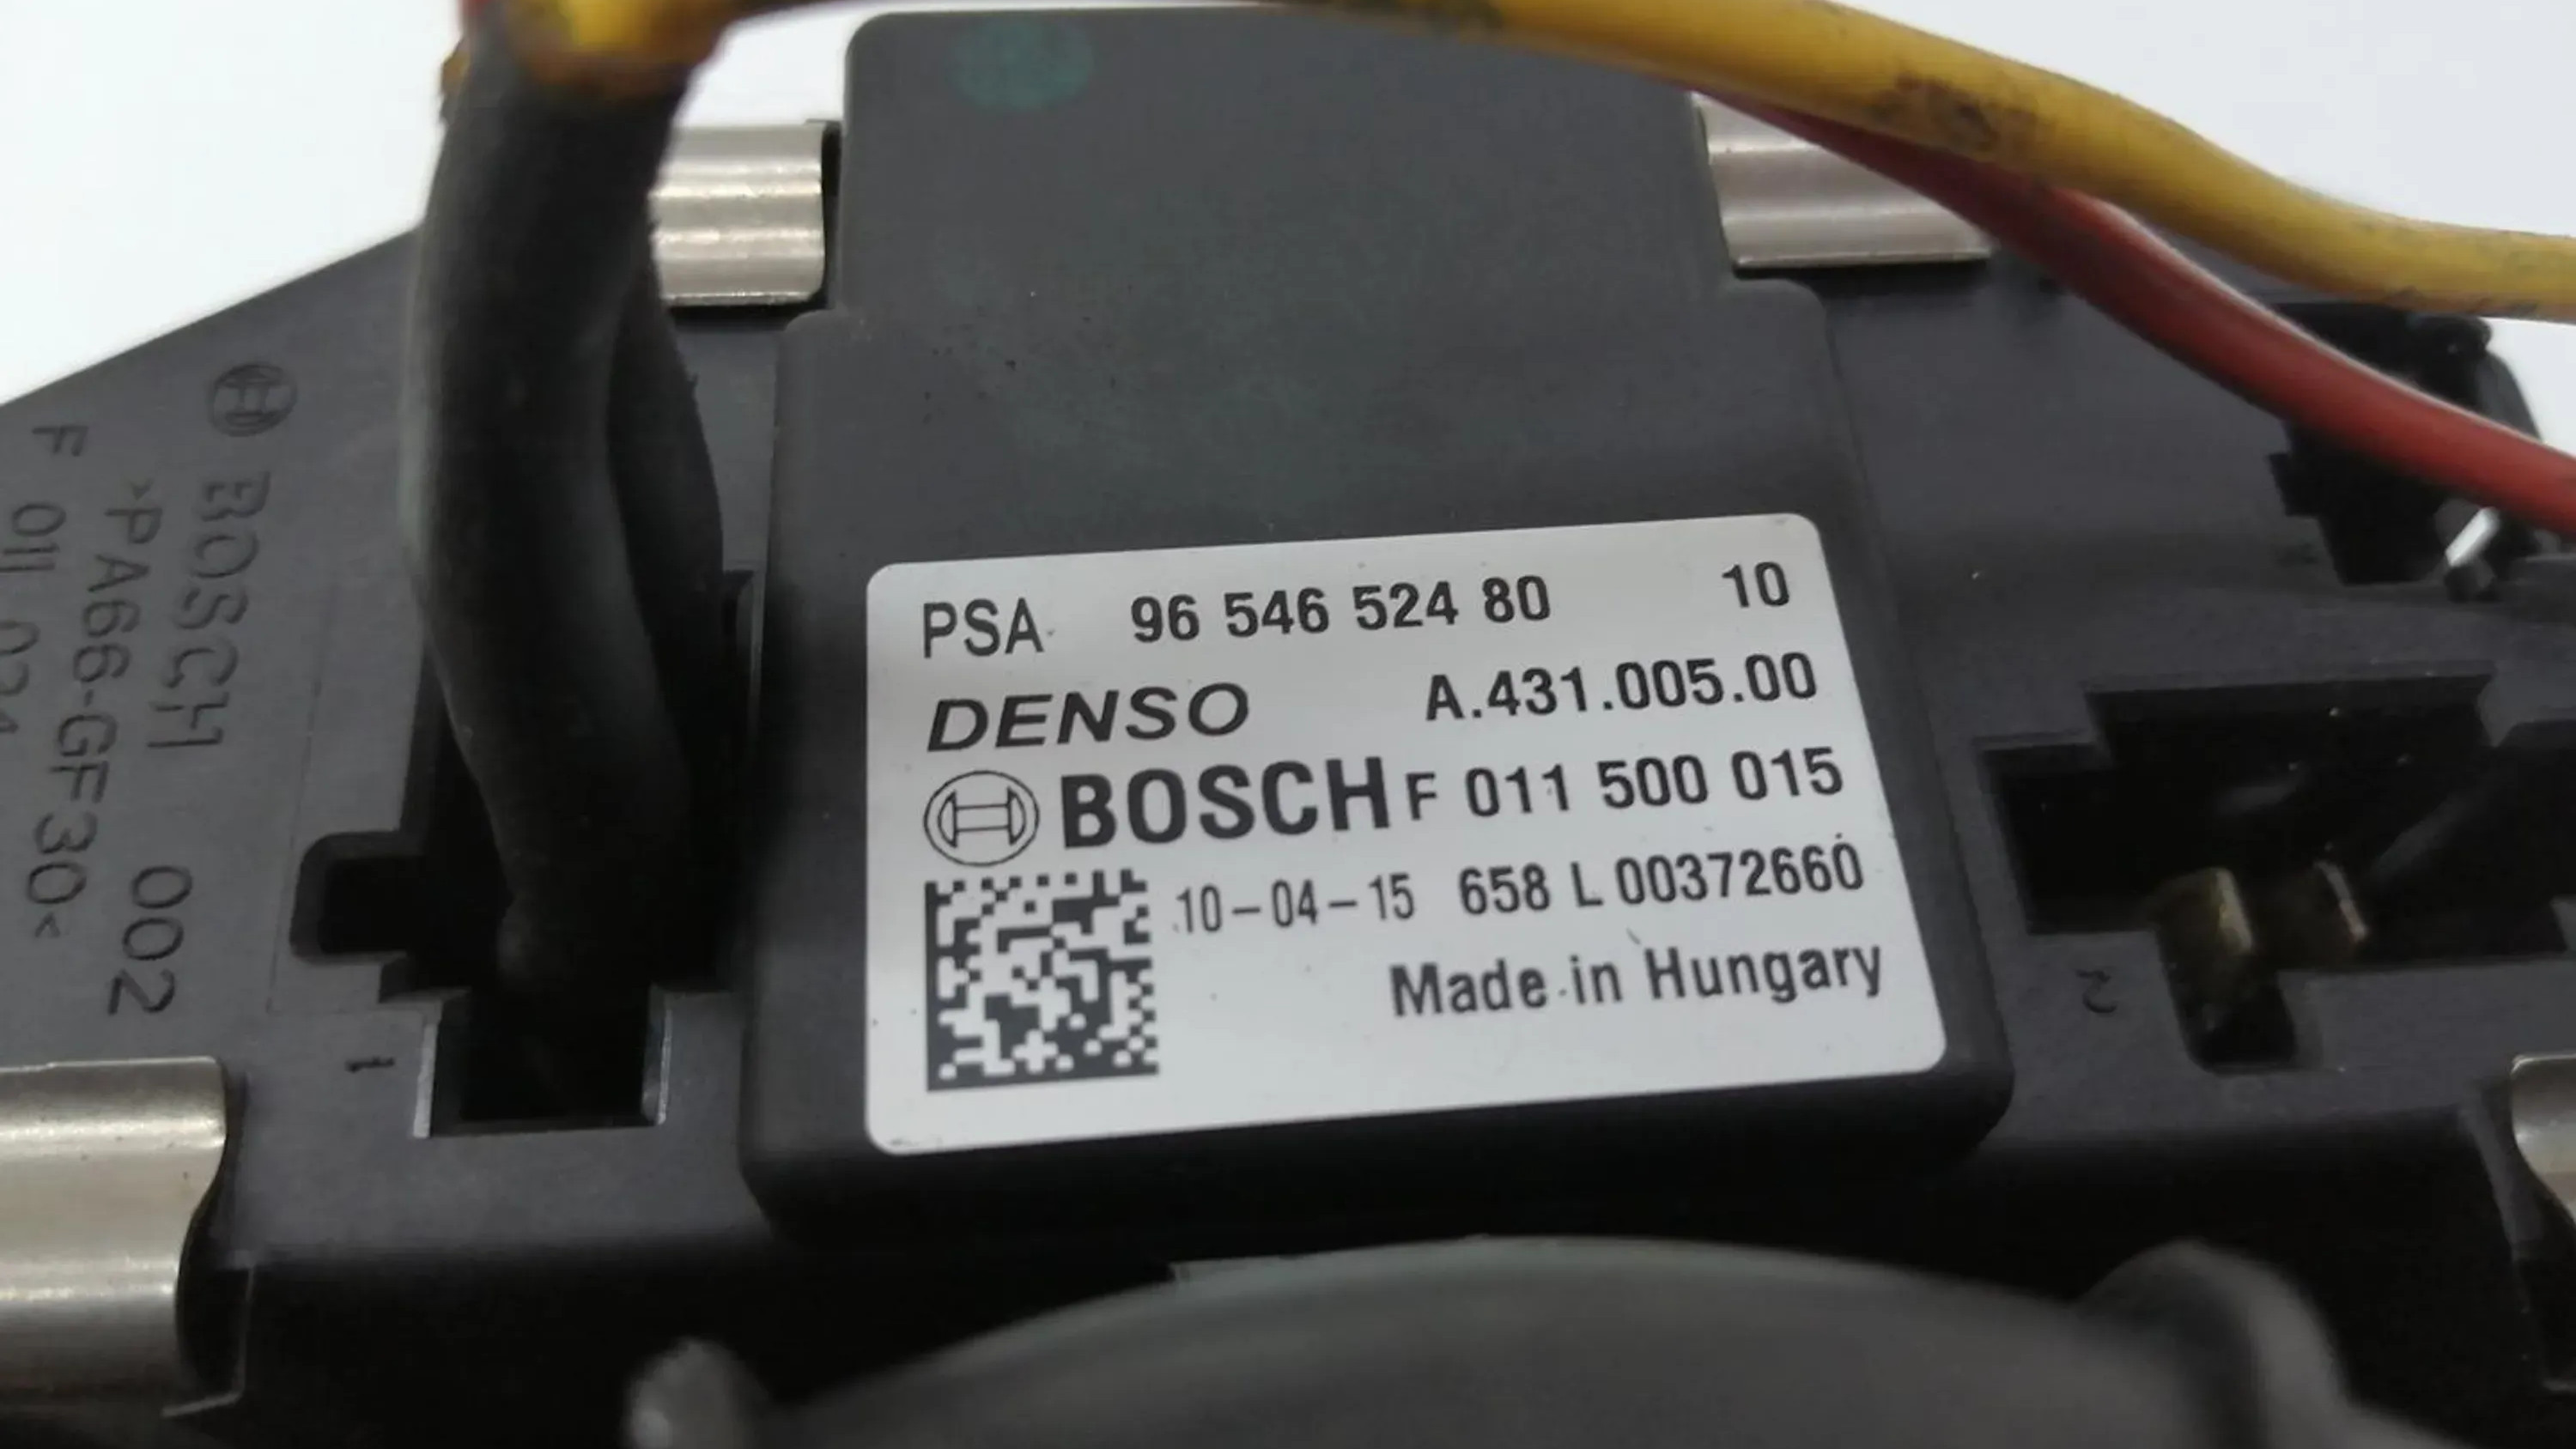 PSA 96 546 524 80 10
DENSO A.431.005.00
BOSCH F 011 500 015
10-04-15 658 L 00372660
Made in Hungary
BOSCH 002
>PA66-GF30<
F 011
1
2